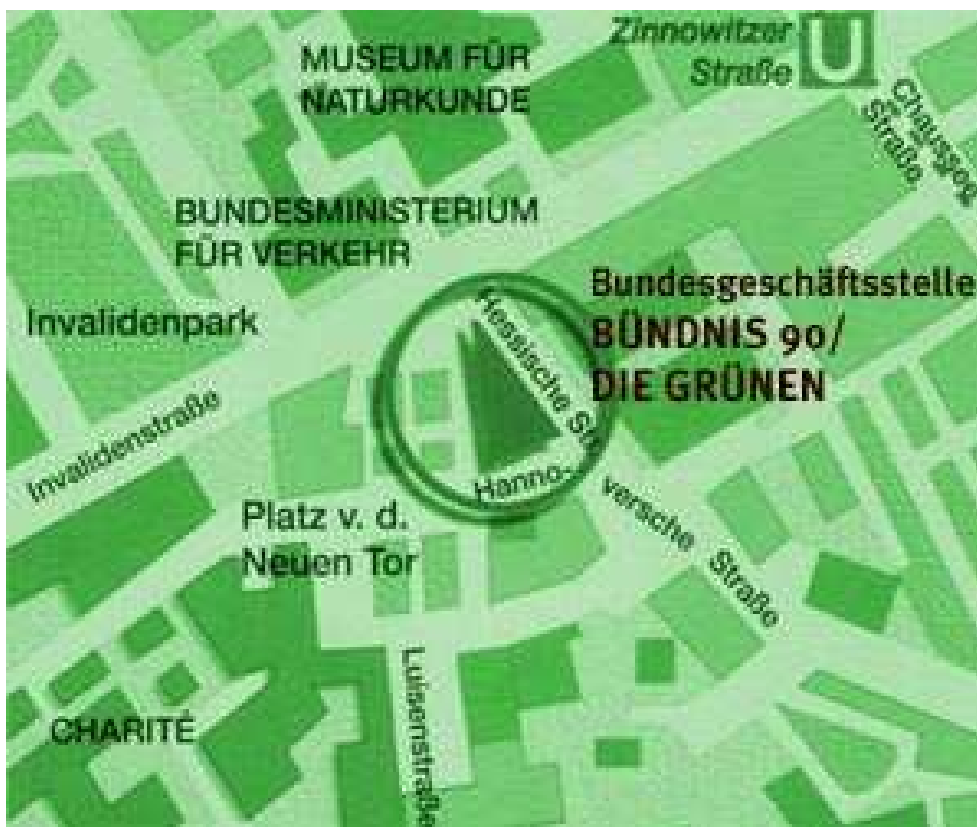 Zinnowitzer
Straße
U
MUSEUM FÜR
NATURKUNDE
Chaussee
Straße
BUNDESMINISTERIUM
FÜR VERKEHR
Bundesgeschäftsstelle
BÜNDNIS 90/
DIE GRÜNEN
Invalidenpark
Hessische Str.
Invalidenstraße
Hanno-
versche Straße
Platz v. d.
Neuen Tor
Luisenstraße
CHARITÉ